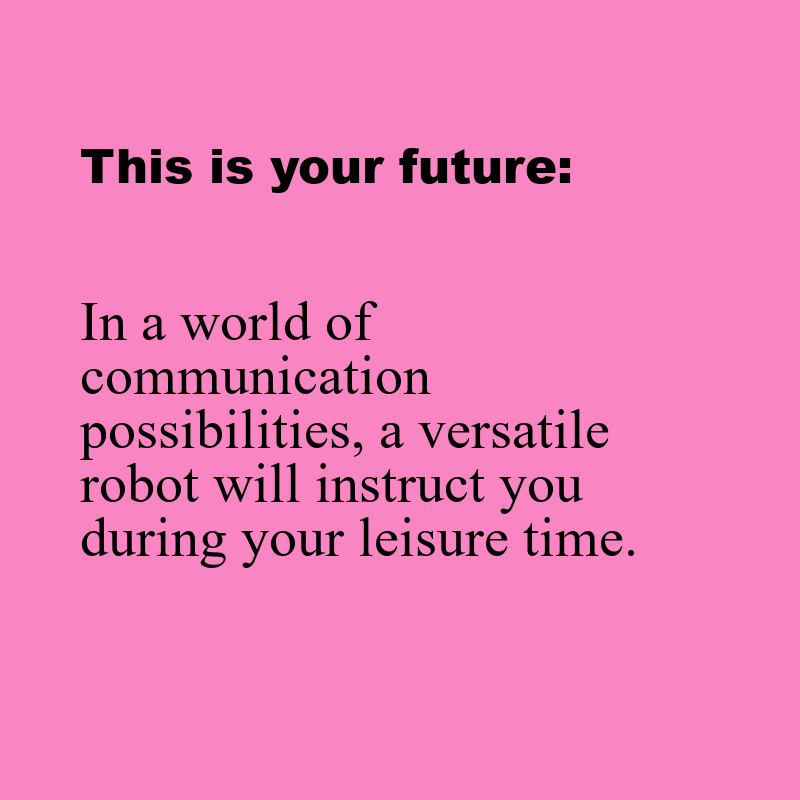 This is your future:
In a world of
communication
possibilities, a versatile
robot will instruct you
during your leisure time.